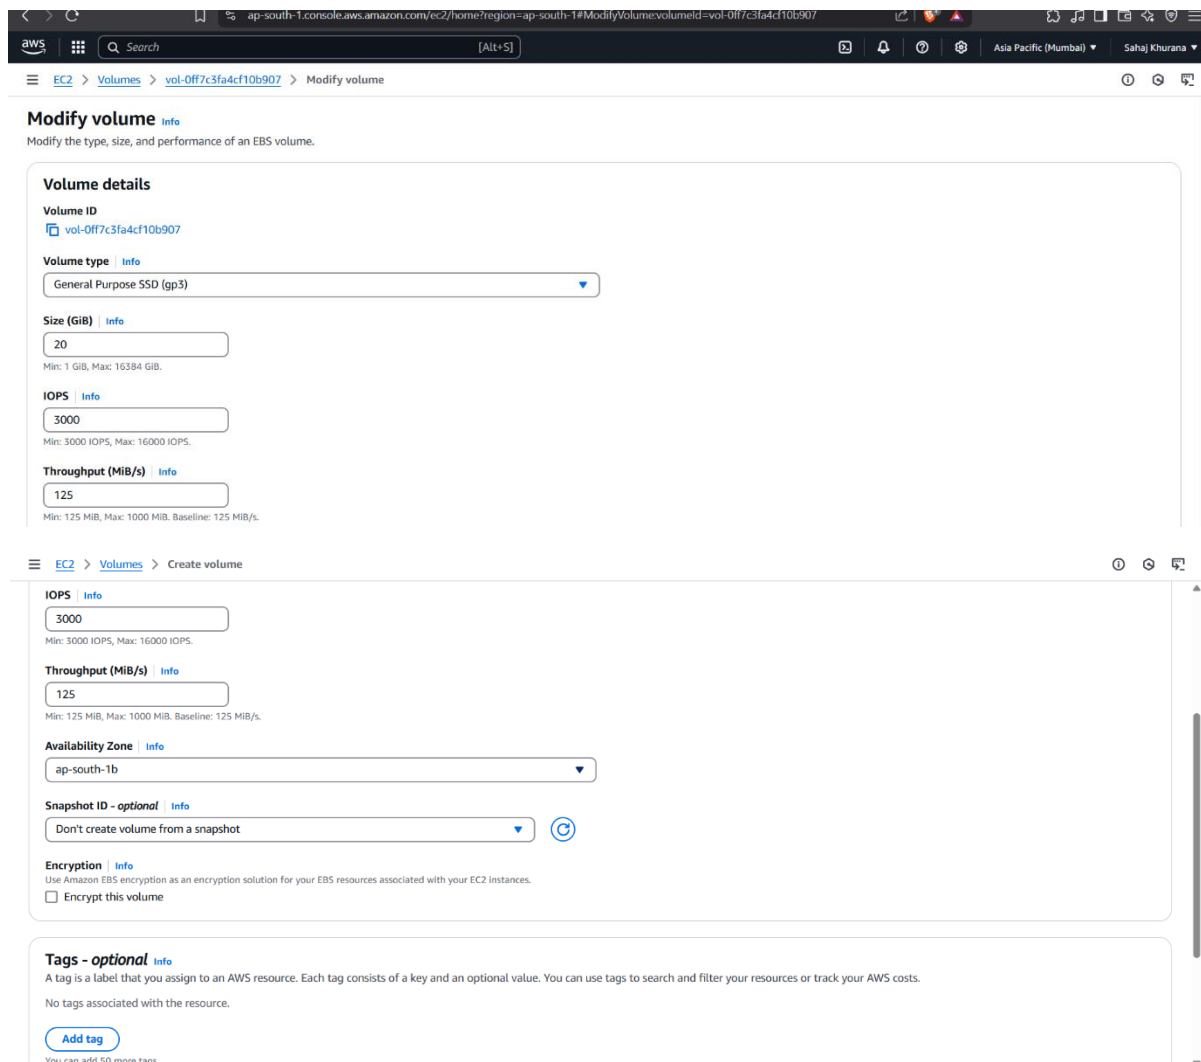 ap-south-1.console.aws.amazon.com/ec2/home?region=ap-south-1#ModifyVolume:volumeId=vol-0ff7c3fa4cf10b907
aws Search [Alt+S] Asia Pacific (Mumbai) Sahaj Khurana
EC2 > Volumes > vol-0ff7c3fa4cf10b907 > Modify volume
Modify volume Info
Modify the type, size, and performance of an EBS volume.
Volume details
Volume ID
vol-0ff7c3fa4cf10b907
Volume type Info
General Purpose SSD (gp3)
Size (GiB) Info
20
Min: 1 GiB, Max: 16384 GiB.
IOPS Info
3000
Min: 3000 IOPS, Max: 16000 IOPS.
Throughput (MiB/s) Info
125
Min: 125 MiB, Max: 1000 MiB. Baseline: 125 MiB/s.
EC2 > Volumes > Create volume
IOPS Info
3000
Min: 3000 IOPS, Max: 16000 IOPS.
Throughput (MiB/s) Info
125
Min: 125 MiB, Max: 1000 MiB. Baseline: 125 MiB/s.
Availability Zone Info
ap-south-1b
Snapshot ID - optional Info
Don't create volume from a snapshot
Encryption Info
Use Amazon EBS encryption as an encryption solution for your EBS resources associated with your EC2 instances.
Encrypt this volume
Tags - optional Info
A tag is a label that you assign to an AWS resource. Each tag consists of a key and an optional value. You can use tags to search and filter your resources or track your AWS costs.
No tags associated with the resource.
Add tag
You can add 50 more tags.